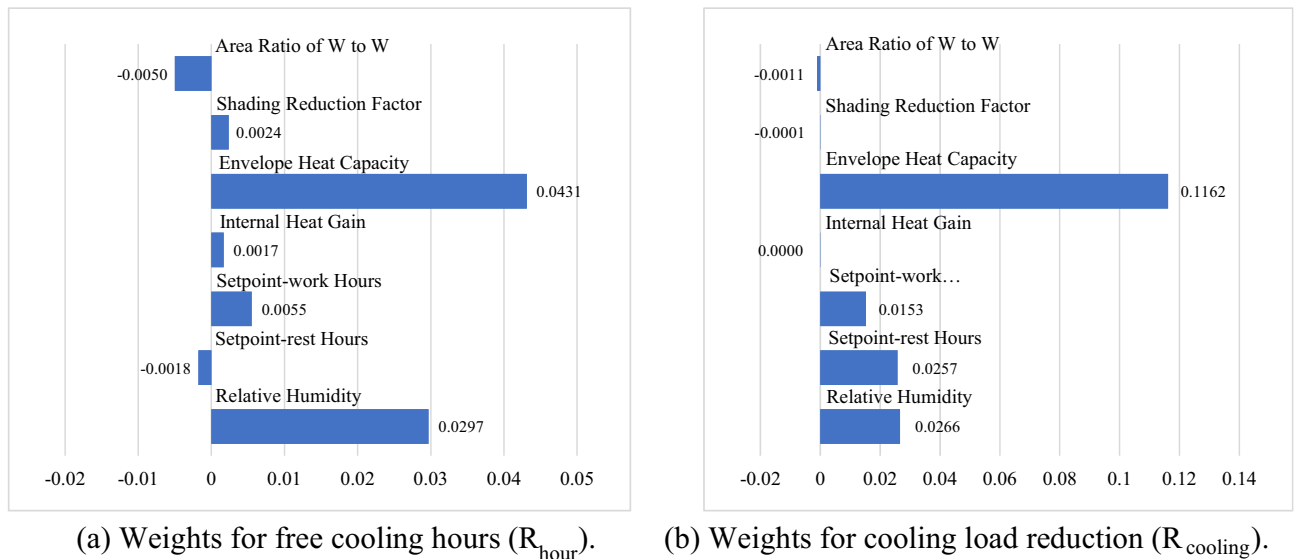 Area Ratio of W to W
-0.0050
Shading Reduction Factor
0.0024
Envelope Heat Capacity
0.0431
Internal Heat Gain
0.0017
Setpoint-work Hours
0.0055
Setpoint-rest Hours
-0.0018
Relative Humidity
0.0297
-0.02 -0.01 0 0.01 0.02 0.03 0.04 0.05
(a) Weights for free cooling hours (R_hour).
Area Ratio of W to W
-0.0011
Shading Reduction Factor
-0.0001
Envelope Heat Capacity
0.1162
Internal Heat Gain
0.0000
Setpoint-work…
0.0153
Setpoint-rest Hours
0.0257
Relative Humidity
0.0266
-0.02 0 0.02 0.04 0.06 0.08 0.1 0.12 0.14
(b) Weights for cooling load reduction (R_cooling).